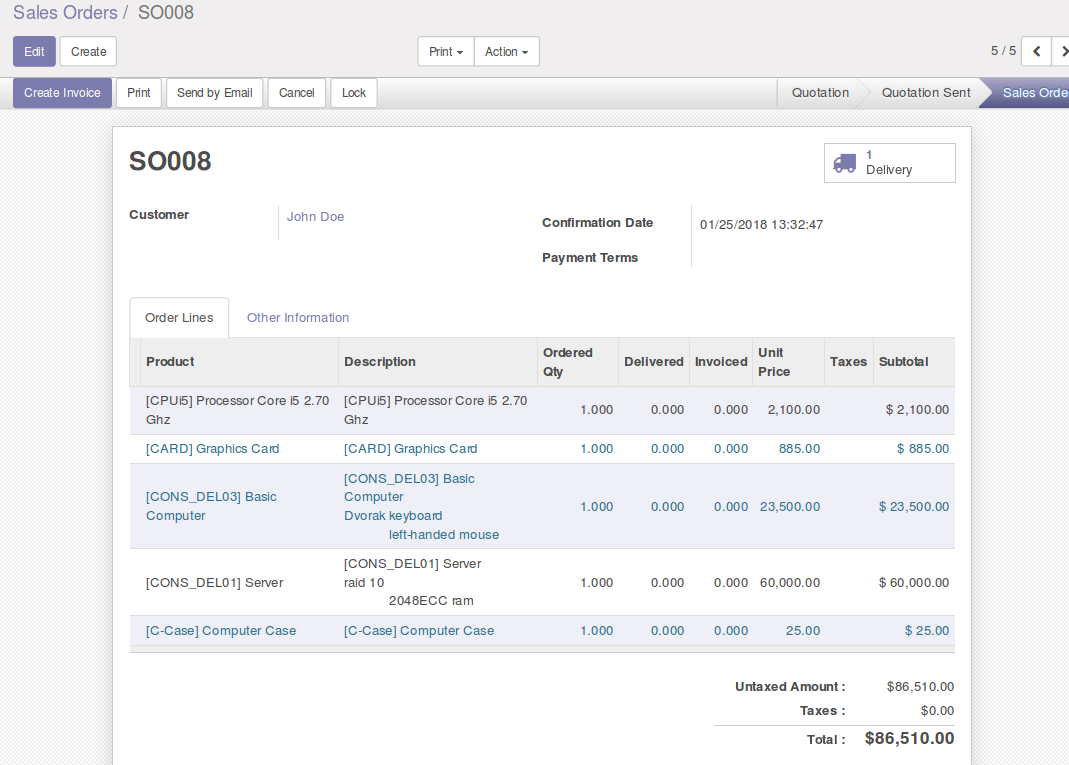 Sales Orders / SO008
Edit Create Print Action 5 / 5
Create Invoice Print Send by Email Cancel Lock Quotation Quotation Sent Sales Orde
SO008
1
Delivery
Customer John Doe
Confirmation Date 01/25/2018 13:32:47
Payment Terms
Order Lines Other Information
Product Description Ordered Qty Delivered Invoiced Unit Price Taxes Subtotal
[CPUi5] Processor Core i5 2.70 Ghz [CPUi5] Processor Core i5 2.70 Ghz 1.000 0.000 0.000 2,100.00 $ 2,100.00
[CARD] Graphics Card [CARD] Graphics Card 1.000 0.000 0.000 885.00 $ 885.00
[CONS_DEL03] Basic Computer [CONS_DEL03] Basic Computer Dvorak keyboard left-handed mouse 1.000 0.000 0.000 23,500.00 $ 23,500.00
[CONS_DEL01] Server [CONS_DEL01] Server raid 10 2048ECC ram 1.000 0.000 0.000 60,000.00 $ 60,000.00
[C-Case] Computer Case [C-Case] Computer Case 1.000 0.000 0.000 25.00 $ 25.00
Untaxed Amount : $86,510.00
Taxes : $0.00
Total : $86,510.00